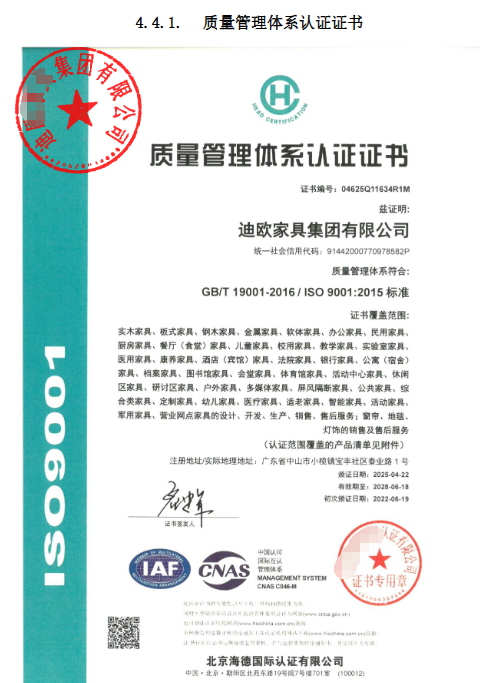 4.4.1. 质量管理体系认证证书
集团有限公司
HEAD CERTIFICATION
质量管理体系认证证书
证书编号：04625Q11634R1M
兹证明：
迪欧家具集团有限公司
统一社会信用代码：91442000770978582P
质量管理体系符合：
GB/T 19001-2016 / ISO 9001:2015 标准
证书覆盖范围：
实木家具、板式家具、钢木家具、金属家具、软体家具、办公家具、民用家具、
厨房家具、餐厅（食堂）家具、儿童家具、校用家具、教学家具、实验室家具、
医用家具、康养家具、酒店（宾馆）家具、法院家具、银行家具、公寓（宿舍）
家具、档案家具、图书馆家具、会堂家具、体育馆家具、活动中心家具、休闲
区家具、研讨区家具、户外家具、多媒体家具、屏风隔断家具、公共家具、综
合类家具、定制家具、幼儿家具、医疗家具、适老家具、智能家具、活动家具、
军用家具、营业网点家具的设计、开发、生产、销售、售后服务；窗帘、地毯、
灯饰的销售及售后服务
（认证范围覆盖的产品清单见附件）
注册地址/实际地理地址：广东省中山市小榄镇宝丰社区泰业路 1 号
颁证日期：2025-04-22
有效期至：2028-06-18
初次颁证日期：2022-06-19
证书签发人
ISO9001
IAF
CNAS
中国认可
国际互认
管理体系
MANAGEMENT SYSTEM
CNAS C046-M
认证有限公司
证书专用章
北京海德国际认证有限公司
中国·北京·朝阳区北苑东路19号院7号楼701室 (100012)